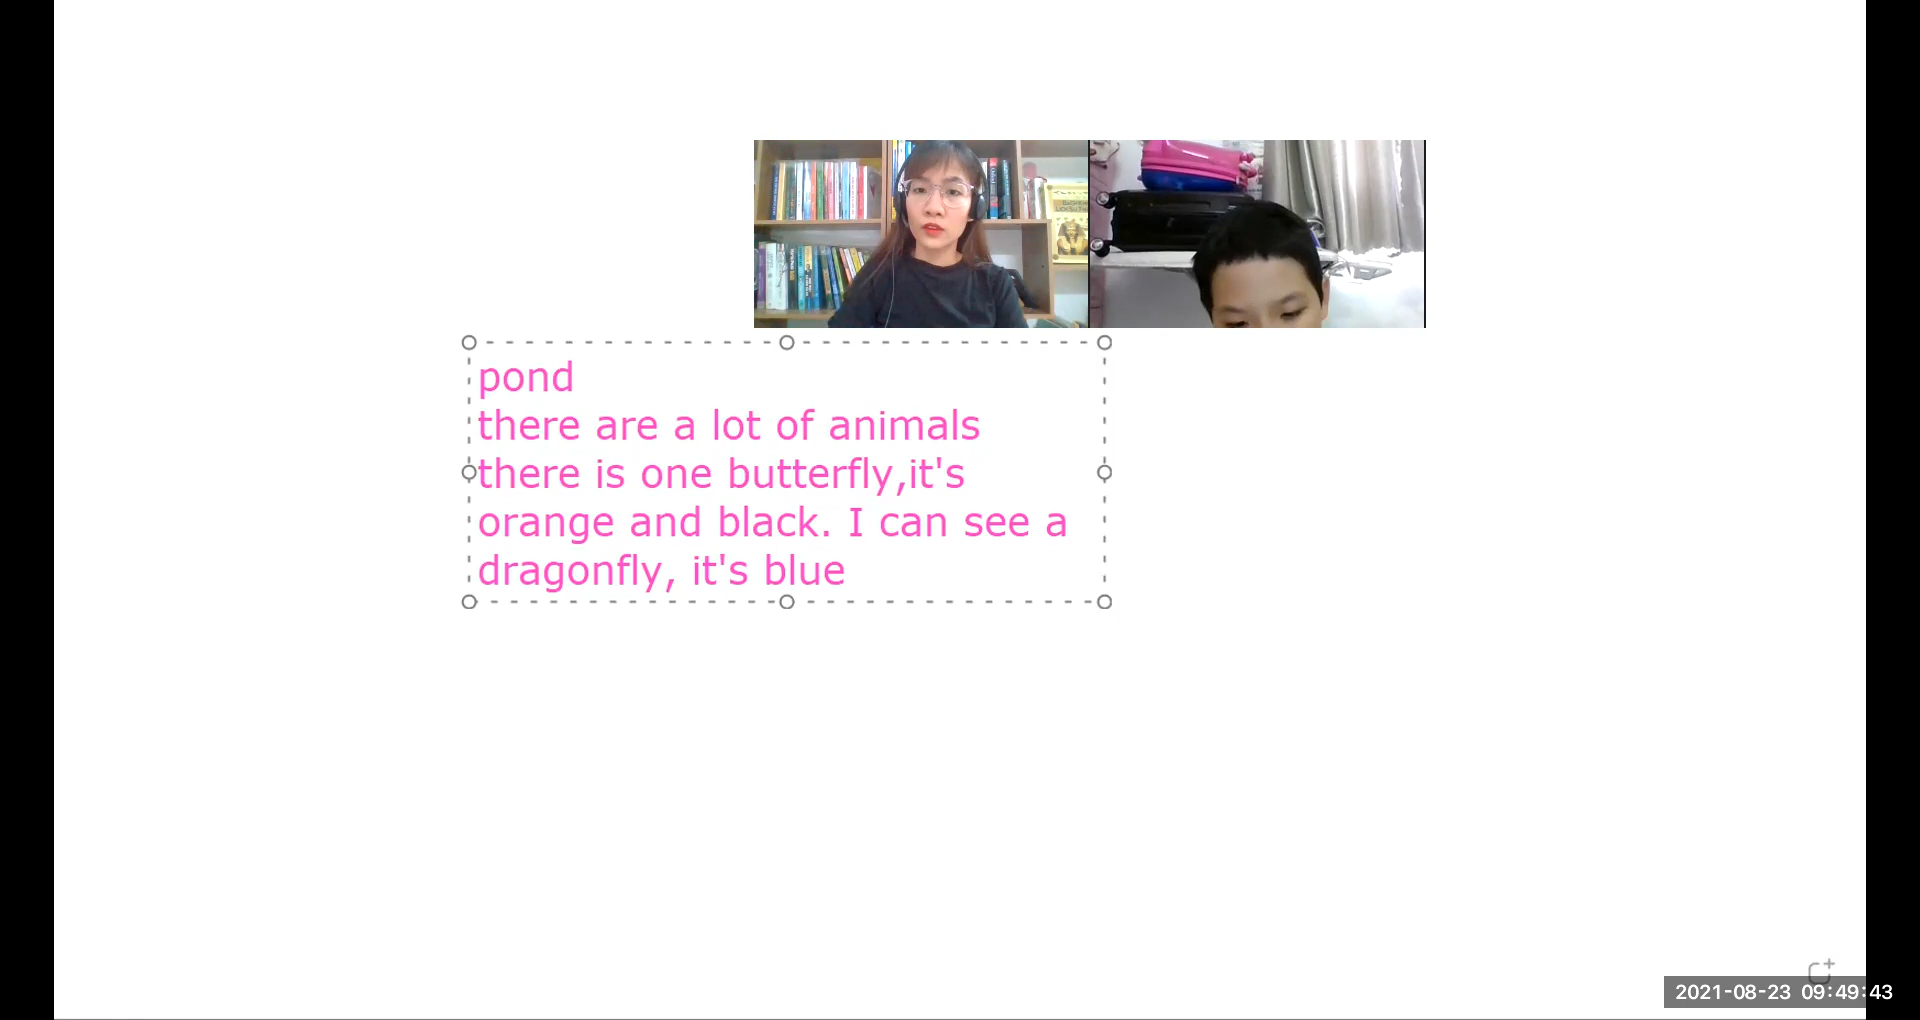 pond
there are a lot of animals
there is one butterfly,it's
orange and black. I can see a
dragonfly, it's blue
2021-08-23 09:49:43